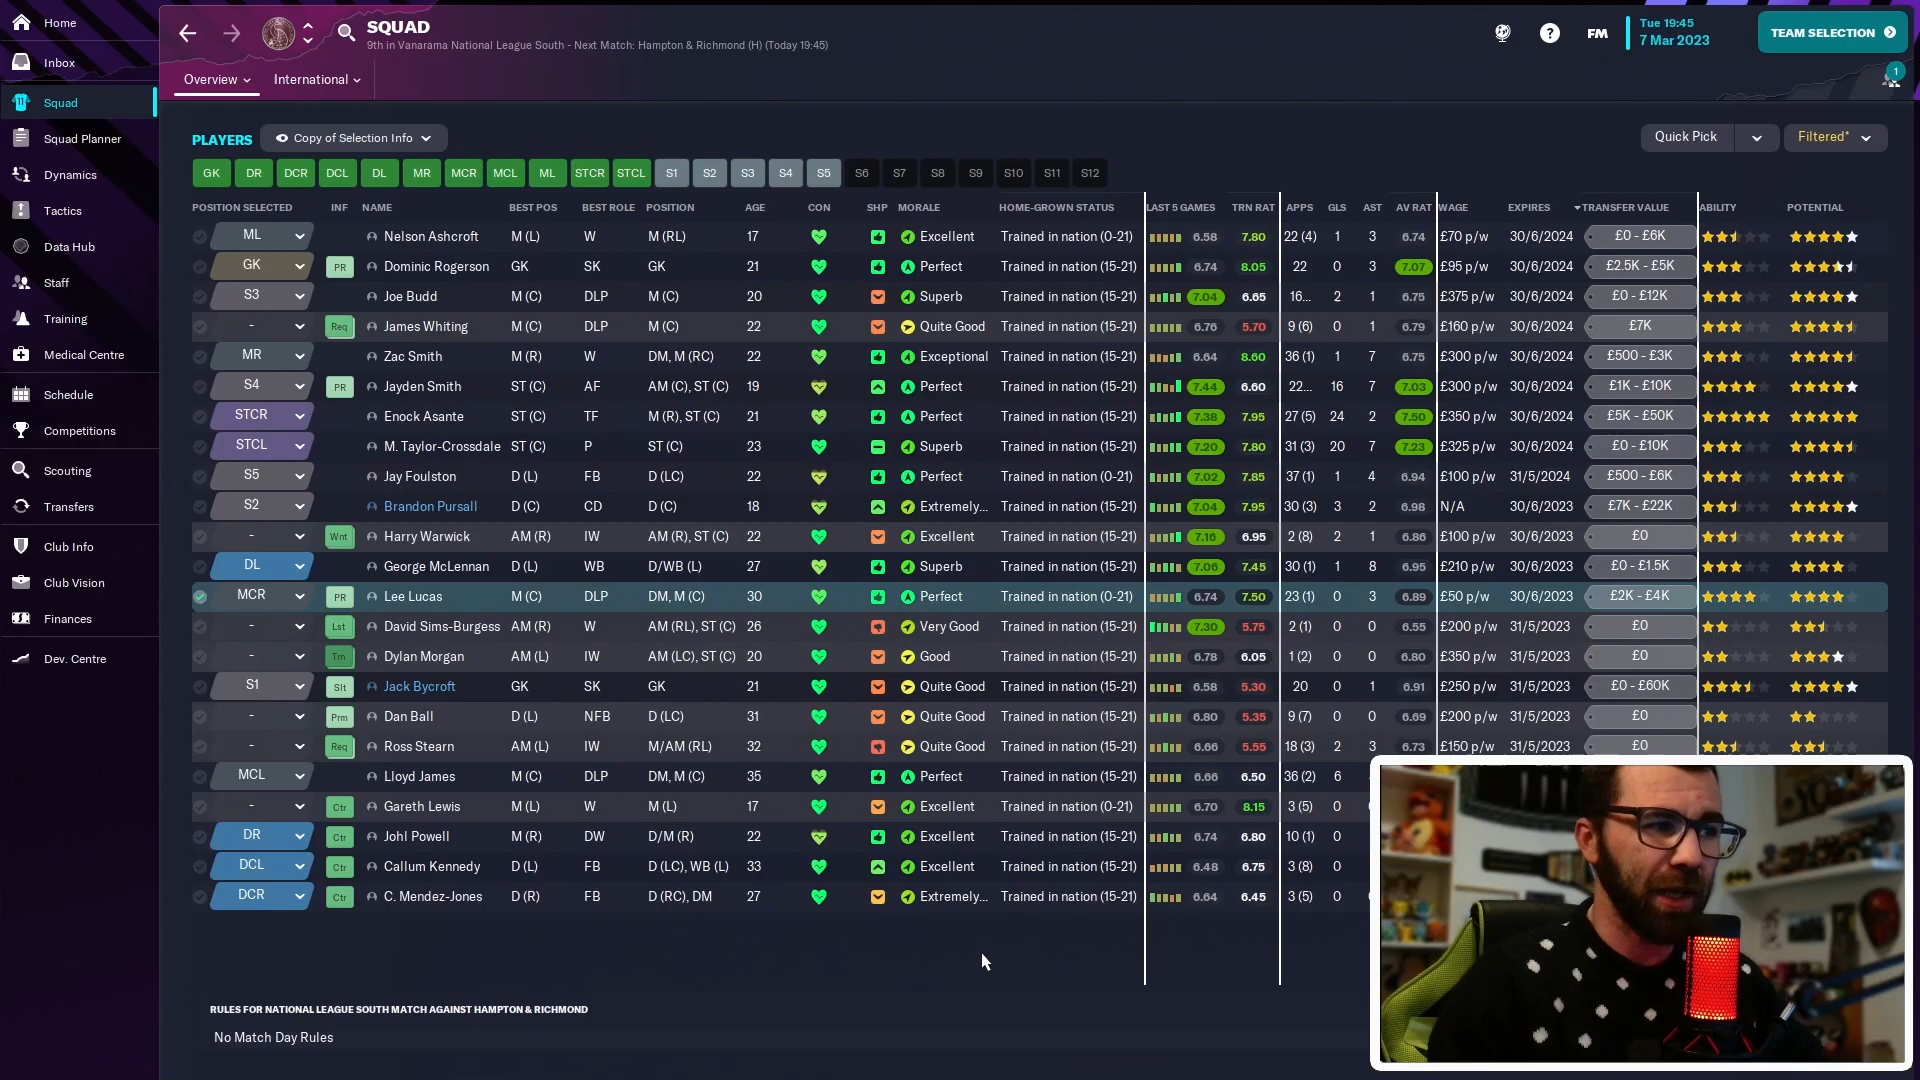 Home
Inbox
Squad
Squad Planner
Dynamics
Tactics
Data Hub
Staff
Training
Medical Centre
Schedule
Competitions
Scouting
Transfers
Club Info
Club Vision
Finances
Dev. Centre
SQUAD
9th in Vanarama National League South - Next Match: Hampton & Richmond (H) (Today 19:45)
? FM Tue 19:45
7 Mar 2023
TEAM SELECTION
Overview International
1
PLAYERS Copy of Selection Info Quick Pick Filtered*
GK DR DCR DCL DL MR MCR MCL ML STCR STCL S1 S2 S3 S4 S5 S6 S7 S8 S9 S10 S11 S12
POSITION SELECTED INF NAME BEST POS BEST ROLE POSITION AGE CON SHP MORALE HOME-GROWN STATUS LAST 5 GAMES TRN RAT APPS GLS AST AV RAT WAGE EXPIRES TRANSFER VALUE ABILITY POTENTIAL
ML Nelson Ashcroft M (L) W M (RL) 17 Excellent Trained in nation (0-21) 6.58 7.80 22 (4) 1 3 6.74 £70 p/w 30/6/2024 £0 - £6K
GK PR Dominic Rogerson GK SK GK 21 Perfect Trained in nation (15-21) 6.74 8.05 22 0 3 7.07 £95 p/w 30/6/2024 £2.5K - £5K
S3 Joe Budd M (C) DLP M (C) 20 Superb Trained in nation (15-21) 7.04 6.65 16... 2 1 6.75 £375 p/w 30/6/2024 £0 - £12K
- Req James Whiting M (C) DLP M (C) 22 Quite Good Trained in nation (15-21) 6.76 5.70 9 (6) 0 1 6.79 £160 p/w 30/6/2024 £7K
MR Zac Smith M (R) W DM, M (RC) 22 Exceptional Trained in nation (15-21) 6.64 8.60 36 (1) 1 7 6.75 £300 p/w 30/6/2024 £500 - £3K
S4 PR Jayden Smith ST (C) AF AM (C), ST (C) 19 Perfect Trained in nation (15-21) 7.44 6.60 22... 16 7 7.03 £300 p/w 30/6/2024 £1K - £10K
STCR Enock Asante ST (C) TF M (R), ST (C) 21 Perfect Trained in nation (15-21) 7.38 7.95 27 (5) 24 2 7.50 £350 p/w 30/6/2024 £5K - £50K
STCL M. Taylor-Crossdale ST (C) P ST (C) 23 Superb Trained in nation (15-21) 7.20 7.80 31 (3) 20 7 7.23 £325 p/w 30/6/2024 £0 - £10K
S5 Jay Foulston D (L) FB D (LC) 22 Perfect Trained in nation (0-21) 7.02 7.85 37 (1) 1 4 6.94 £100 p/w 31/5/2024 £500 - £6K
S2 Brandon Pursall D (C) CD D (C) 18 Extremely... Trained in nation (15-21) 7.04 7.95 30 (3) 3 2 6.98 N/A 30/6/2023 £7K - £22K
- Wnt Harry Warwick AM (R) IW AM (R), ST (C) 22 Excellent Trained in nation (15-21) 7.16 6.95 2 (8) 2 1 6.86 £100 p/w 30/6/2023 £0
DL George McLennan D (L) WB D/WB (L) 27 Superb Trained in nation (15-21) 7.06 7.45 30 (1) 1 8 6.95 £210 p/w 30/6/2023 £0 - £1.5K
MCR PR Lee Lucas M (C) DLP DM, M (C) 30 Perfect Trained in nation (0-21) 6.74 7.50 23 (1) 0 3 6.89 £50 p/w 30/6/2023 £2K - £4K
- Lst David Sims-Burgess AM (R) W AM (RL), ST (C) 26 Very Good Trained in nation (15-21) 7.30 5.75 2 (1) 0 0 6.55 £200 p/w 31/5/2023 £0
- Trn Dylan Morgan AM (L) IW AM (LC), ST (C) 20 Good Trained in nation (15-21) 6.78 6.05 1 (2) 0 0 6.80 £350 p/w 31/5/2023 £0
S1 Slt Jack Bycroft GK SK GK 21 Quite Good Trained in nation (15-21) 6.58 5.30 20 0 1 6.91 £250 p/w 31/5/2023 £0 - £60K
- Prm Dan Ball D (L) NFB D (LC) 31 Quite Good Trained in nation (15-21) 6.80 5.35 9 (7) 0 0 6.69 £200 p/w 31/5/2023 £0
- Req Ross Stearn AM (L) IW M/AM (RL) 32 Quite Good Trained in nation (15-21) 6.66 5.55 18 (3) 2 3 6.73 £150 p/w 31/5/2023 £0
MCL Lloyd James M (C) DLP DM, M (C) 35 Perfect Trained in nation (15-21) 6.66 6.50 36 (2) 6
- Ctr Gareth Lewis M (L) W M (L) 17 Excellent Trained in nation (0-21) 6.70 8.15 3 (5) 0
DR Ctr Johl Powell M (R) DW D/M (R) 22 Excellent Trained in nation (15-21) 6.74 6.80 10 (1) 0
DCL Ctr Callum Kennedy D (L) FB D (LC), WB (L) 33 Excellent Trained in nation (15-21) 6.48 6.75 3 (8) 0
DCR Ctr C. Mendez-Jones D (R) FB D (RC), DM 27 Extremely... Trained in nation (15-21) 6.64 6.45 3 (5) 0
RULES FOR NATIONAL LEAGUE SOUTH MATCH AGAINST HAMPTON & RICHMOND
No Match Day Rules